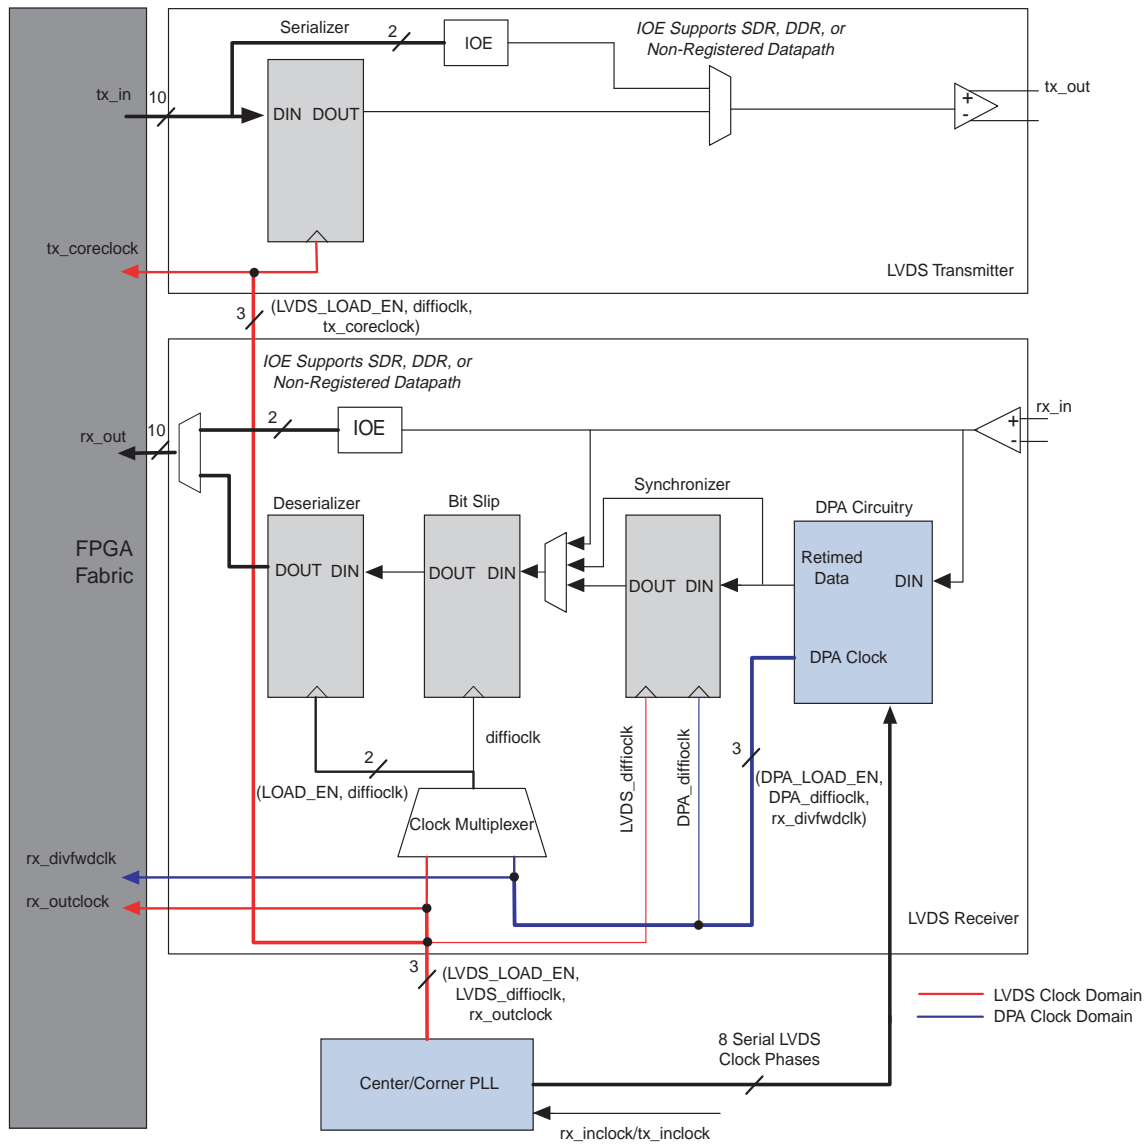 Serializer
2
IOE
IOE Supports SDR, DDR, or
Non-Registered Datapath
tx_in
10
DIN DOUT
+
-
tx_out
tx_coreclock
LVDS Transmitter
3
(LVDS_LOAD_EN, diffioclk,
tx_coreclock)
IOE Supports SDR, DDR, or
Non-Registered Datapath
rx_out
10
2
IOE
rx_in
+
-
FPGA
Fabric
Deserializer
DOUT DIN
Bit Slip
DOUT DIN
Synchronizer
DOUT DIN
DPA Circuitry
Retimed
Data
DIN
DPA Clock
diffioclk
2
(LOAD_EN, diffioclk)
LVDS_diffioclk
DPA_diffioclk
3
(DPA_LOAD_EN,
DPA_diffioclk,
rx_divfwdclk)
Clock Multiplexer
rx_divfwdclk
rx_outclock
LVDS Receiver
3
(LVDS_LOAD_EN,
LVDS_diffioclk,
rx_outclock
LVDS Clock Domain
DPA Clock Domain
8 Serial LVDS
Clock Phases
Center/Corner PLL
rx_inclock/tx_inclock